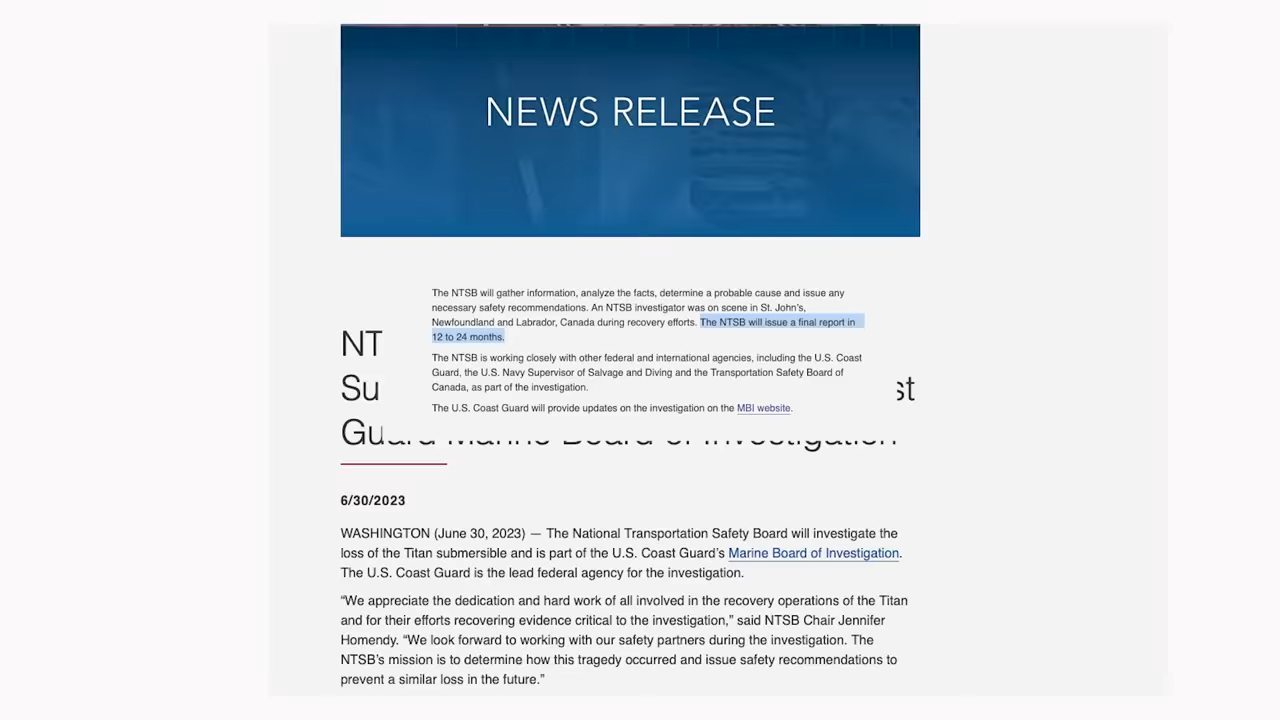 NEWS RELEASE
The NTSB will gather information, analyze the facts, determine a probable cause and issue any
necessary safety recommendations. An NTSB investigator was on scene in St. John's,
Newfoundland and Labrador, Canada during recovery efforts. The NTSB will issue a final report in
12 to 24 months.
The NTSB is working closely with other federal and international agencies, including the U.S. Coast
Guard, the U.S. Navy Supervisor of Salvage and Diving and the Transportation Safety Board of
Canada, as part of the investigation.
The U.S. Coast Guard will provide updates on the investigation on the MBI website.
NT
Su st
Guard Marine Board of Investigation
6/30/2023
WASHINGTON (June 30, 2023) — The National Transportation Safety Board will investigate the
loss of the Titan submersible and is part of the U.S. Coast Guard's Marine Board of Investigation.
The U.S. Coast Guard is the lead federal agency for the investigation.
“We appreciate the dedication and hard work of all involved in the recovery operations of the Titan
and for their efforts recovering evidence critical to the investigation,” said NTSB Chair Jennifer
Homendy. “We look forward to working with our safety partners during the investigation. The
NTSB’s mission is to determine how this tragedy occurred and issue safety recommendations to
prevent a similar loss in the future.”